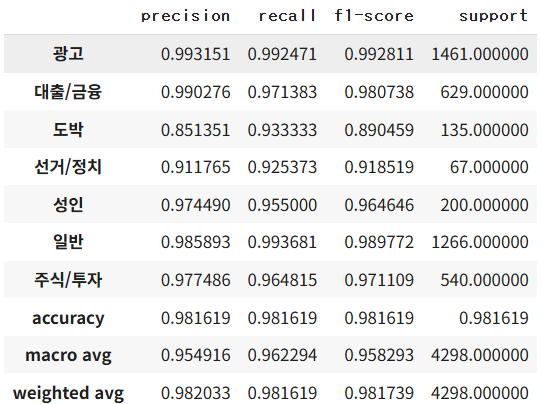 precision recall f1-score support
광고 0.993151 0.992471 0.992811 1461.000000
대출/금융 0.990276 0.971383 0.980738 629.000000
도박 0.851351 0.933333 0.890459 135.000000
선거/정치 0.911765 0.925373 0.918519 67.000000
성인 0.974490 0.955000 0.964646 200.000000
일반 0.985893 0.993681 0.989772 1266.000000
주식/투자 0.977486 0.964815 0.971109 540.000000
accuracy 0.981619 0.981619 0.981619 0.981619
macro avg 0.954916 0.962294 0.958293 4298.000000
weighted avg 0.982033 0.981619 0.981739 4298.000000